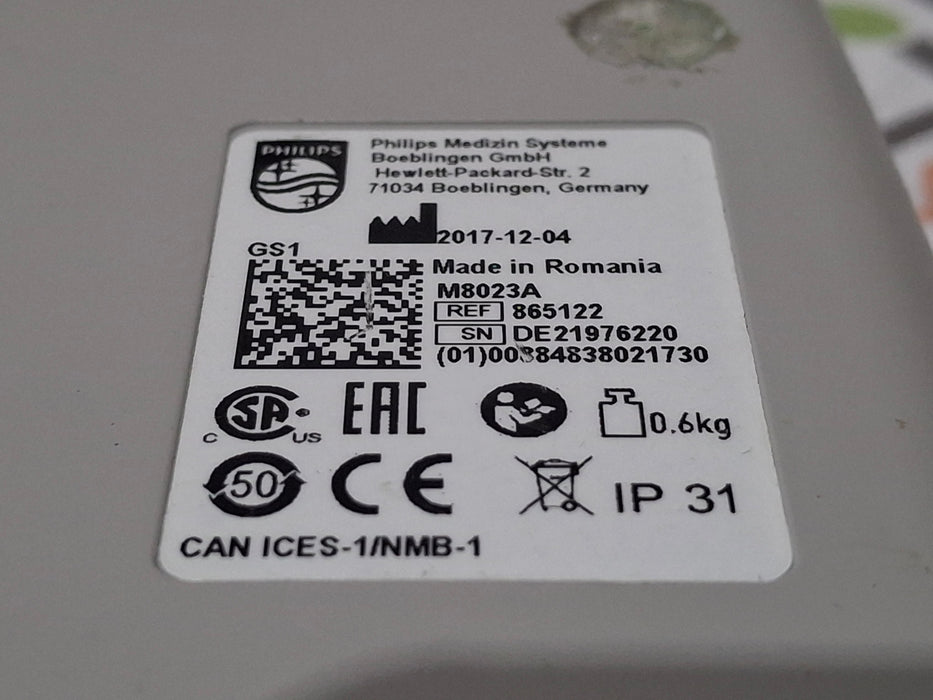 PHILIPS
Philips Medizin Systeme
Boeblingen GmbH
Hewlett-Packard-Str. 2
71034 Boeblingen, Germany
2017-12-04
GS1
Made in Romania
M8023A
REF 865122
SN DE21976220
(01)00884838021730
C SA US
EAC
0.6kg
50
CE
IP 31
CAN ICES-1/NMB-1